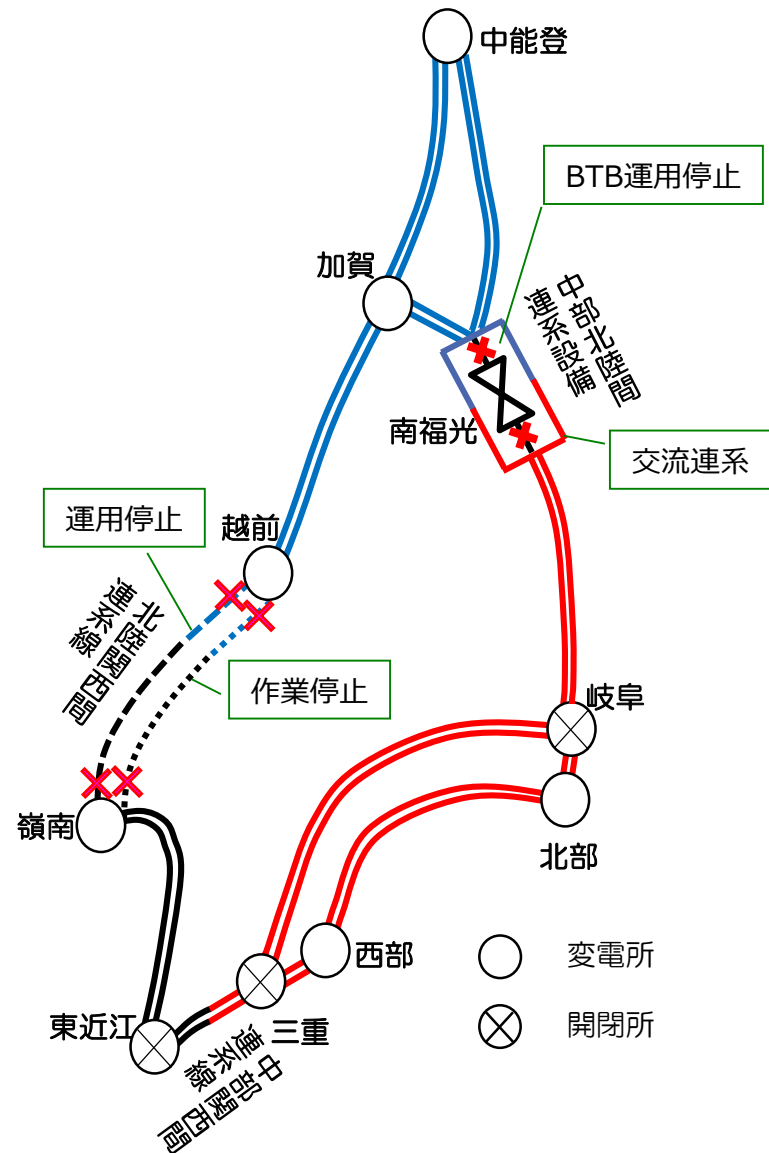 中能登
BTB運用停止
加賀
中部北陸間
連系設備
南福光
交流連系
運用停止
越前
北陸関西間
連系線
作業停止
岐阜
嶺南
北部
西部
変電所
東近江
三重
開閉所
中部関西間
連系線